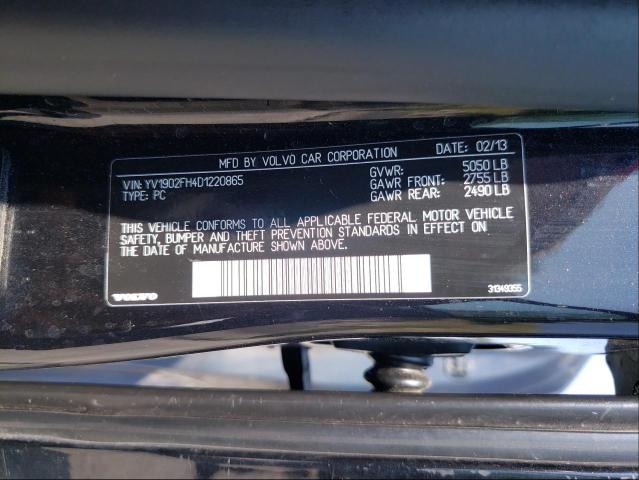 MFD BY VOLVO CAR CORPORATION DATE: 02/13
VIN: YV1902FH4D1220865 GVWR: 5050 LB
TYPE: PC GAWR FRONT: 2755 LB
GAWR REAR: 2490 LB
THIS VEHICLE CONFORMS TO ALL APPLICABLE FEDERAL MOTOR VEHICLE
SAFETY, BUMPER AND THEFT PREVENTION STANDARDS IN EFFECT ON
THE DATE OF MANUFACTURE SHOWN ABOVE.
VOLVO 31349355